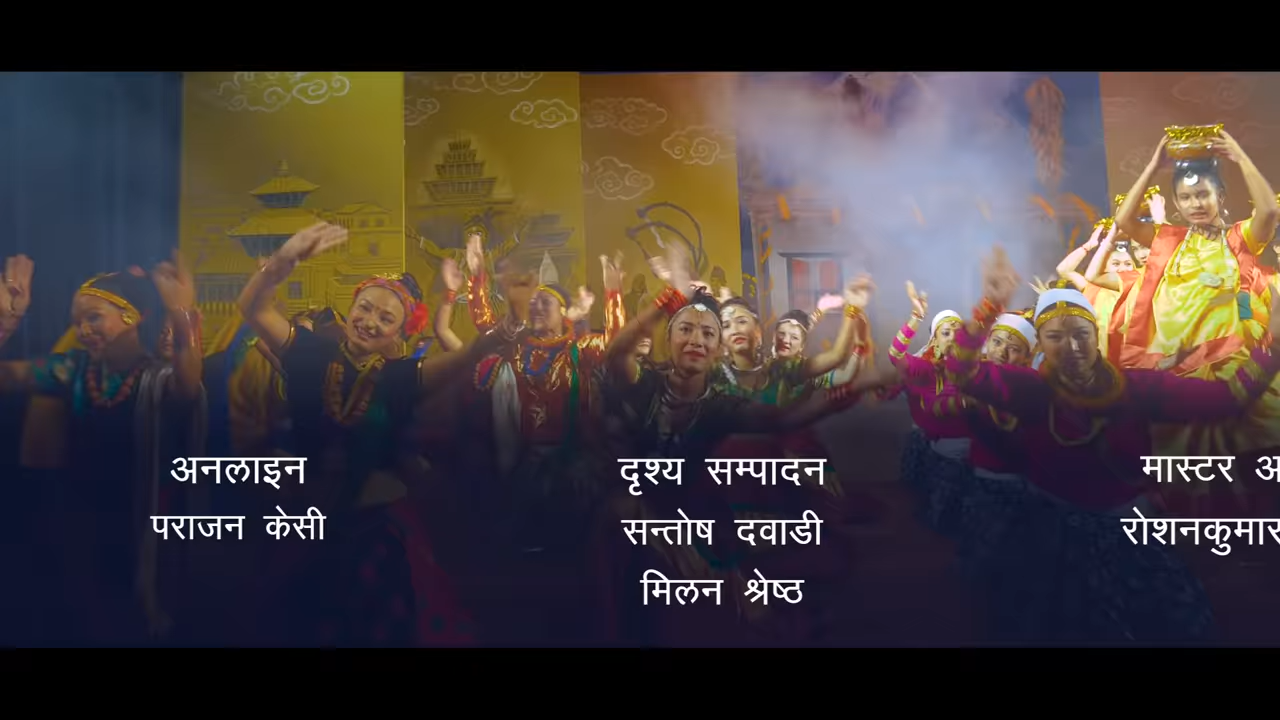 अनलाइन
पराजन केसी
दृश्य सम्पादन
सन्तोष दवाडी
मिलन श्रेष्ठ
मास्टर
रोशनकुमार